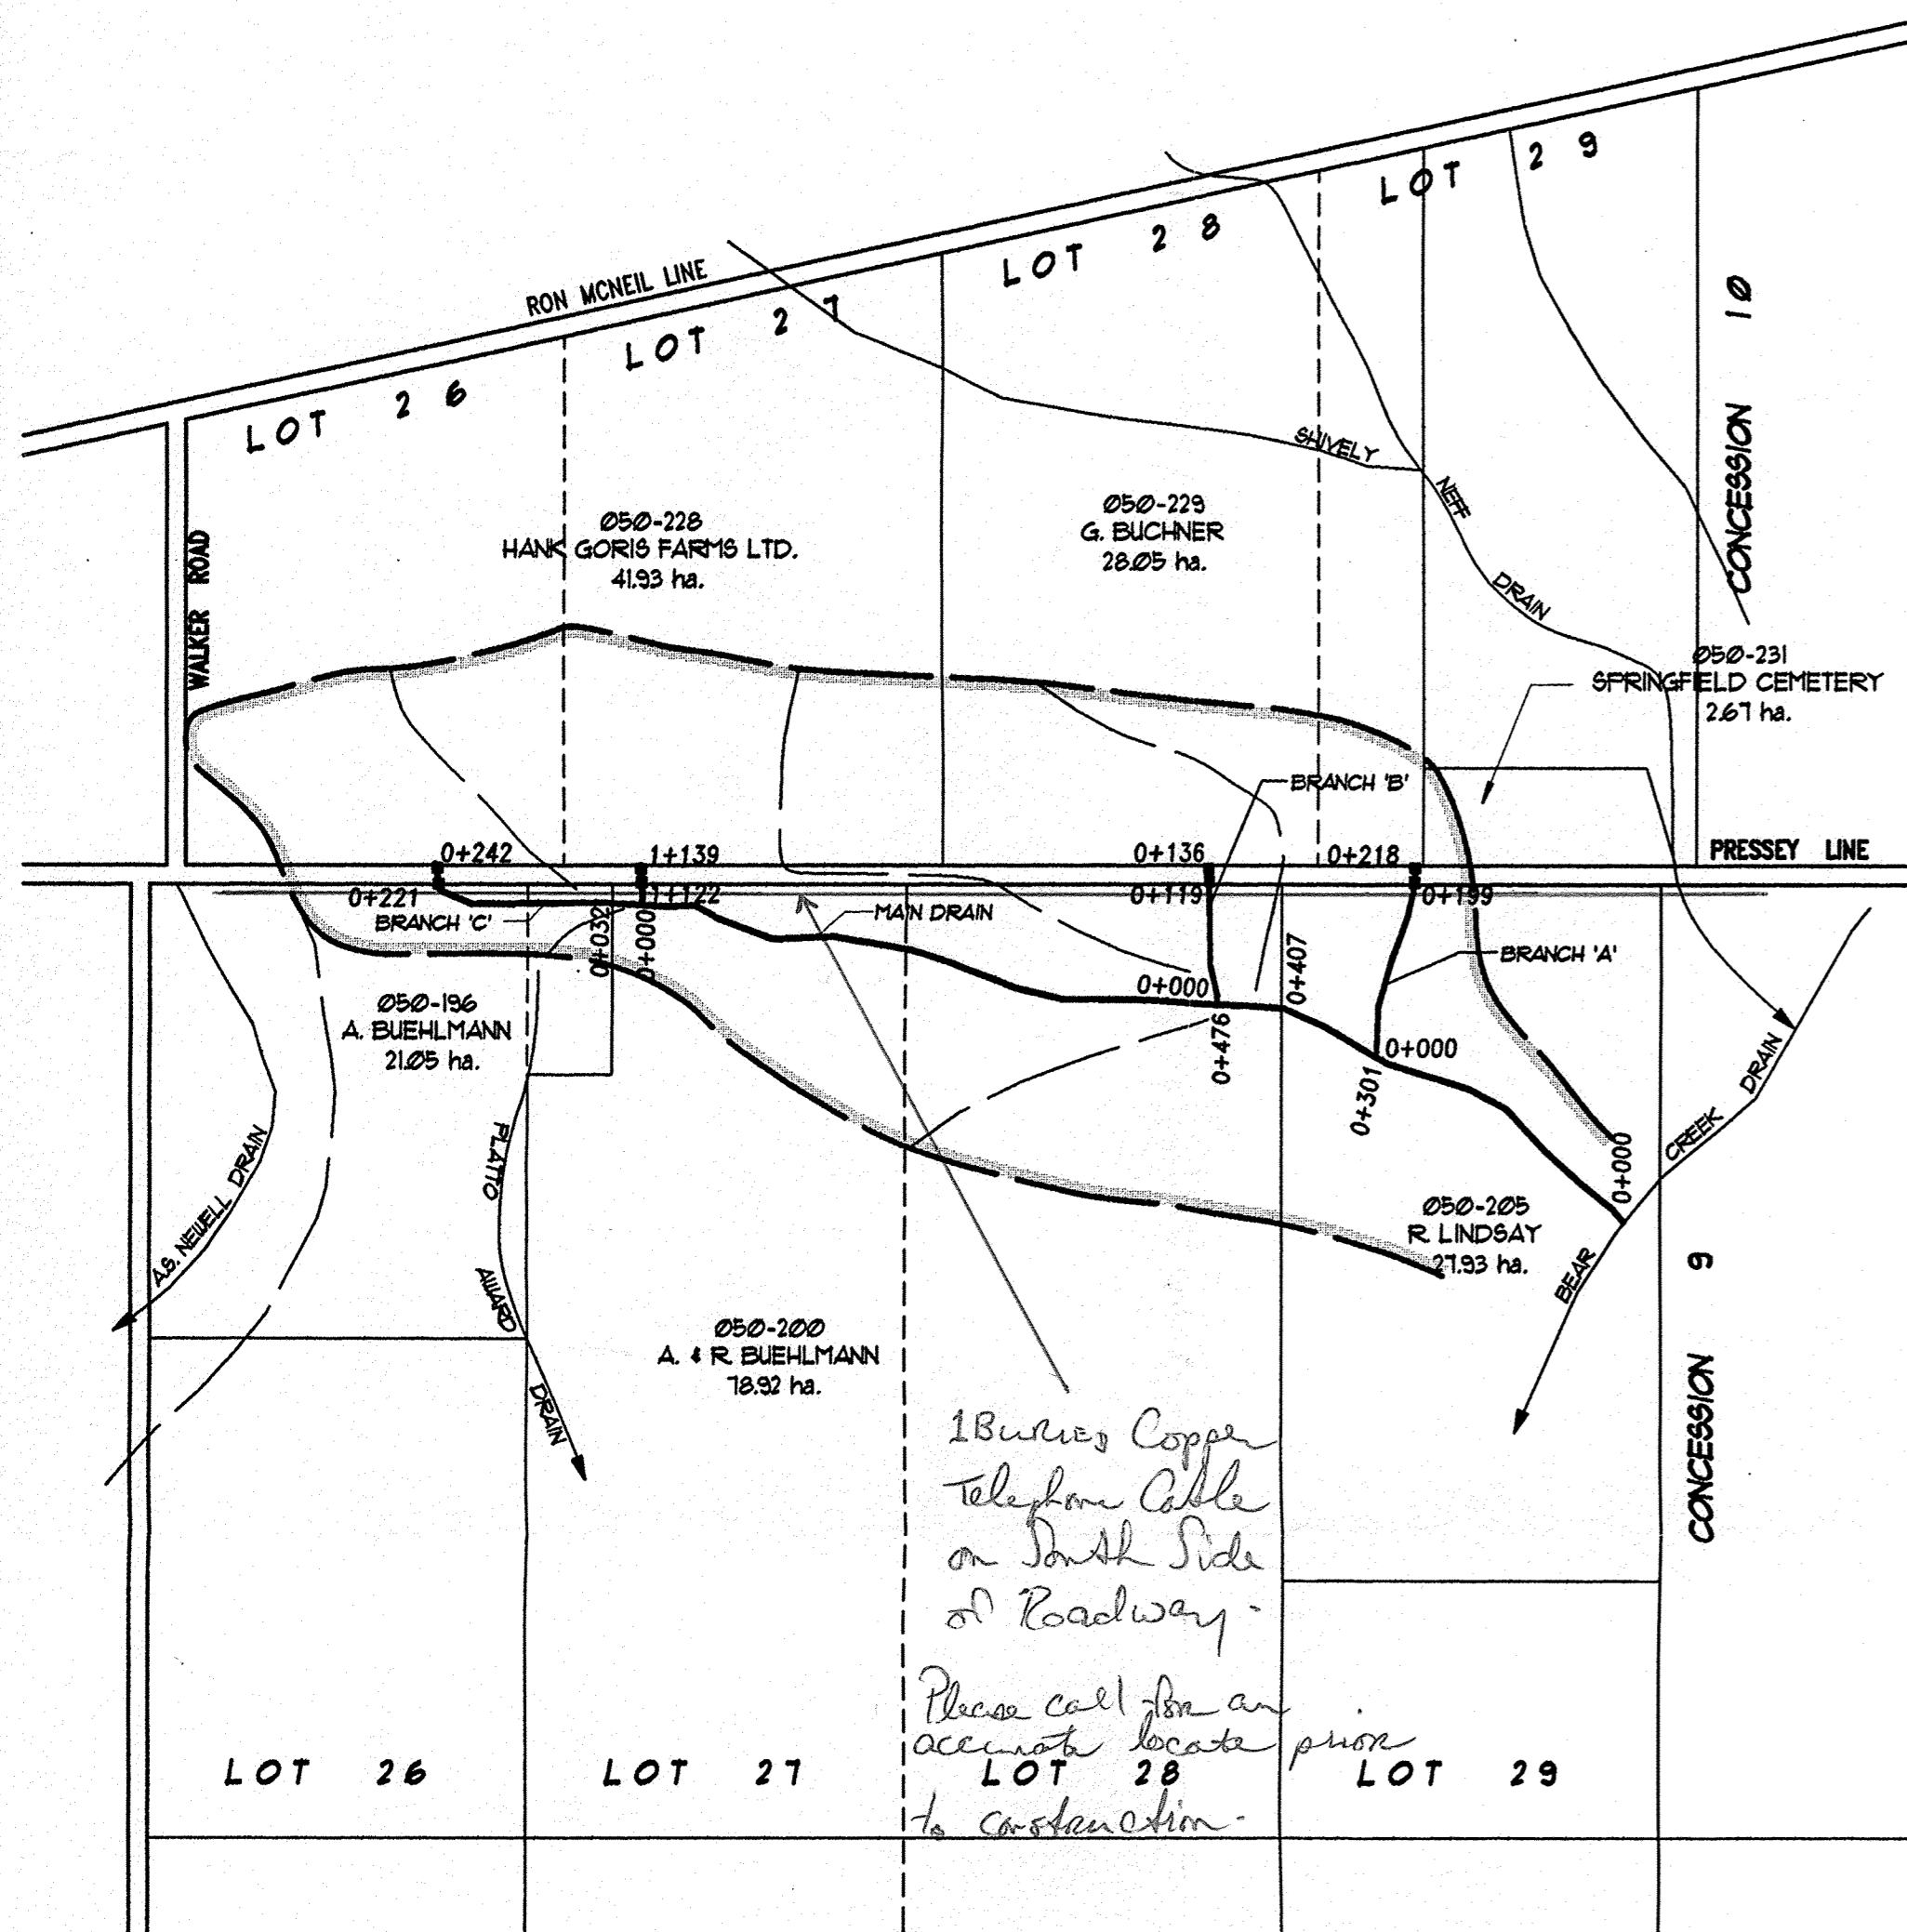 LOT 29
LOT 28
RON MCNEIL LINE
LOT 27
LOT 26
CONCESSION 10
SHIVELY
NEFF
DRAIN
WALKER ROAD
050-228
HANK GORIS FARMS LTD.
41.93 ha.
050-229
G. BUCHNER
28.05 ha.
050-231
SPRINGFIELD CEMETERY
2.67 ha.
BRANCH 'B'
PRESSEY LINE
0+242
1+139
0+136
0+218
0+221
1+122
0+119
0+199
BRANCH 'C'
MAIN DRAIN
BRANCH 'A'
0+032
0+000
0+000
0+407
0+476
0+000
0+301
0+000
050-196
A. BUEHLMANN
21.05 ha.
A.S. NEWELL DRAIN
PLATTO
AWARD
DRAIN
BEAR
CREEK
DRAIN
050-205
R. LINDSAY
27.93 ha.
050-200
A. & R. BUEHLMANN
78.92 ha.
CONCESSION 9
1 Buried Copper
Telephone Cable
on South Side
of Roadway.
Please call for an
accurate locate prior
to construction.
LOT 26
LOT 27
LOT 28
LOT 29